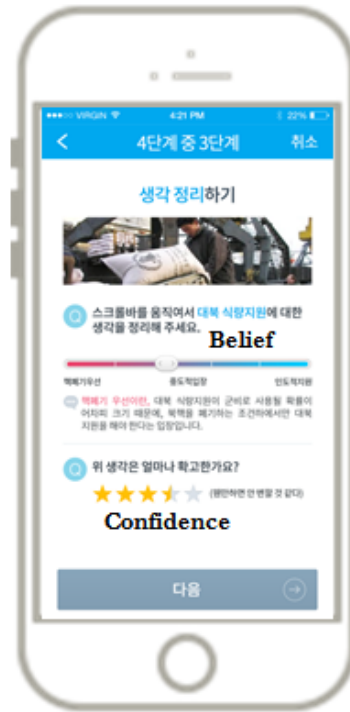 VIRGIN 4:21 PM 22%
4단계 중 3단계 취소
생각 정리하기
Q 스크롤바를 움직여서 대북 식량지원에 대한
생각을 정리해 주세요.
Belief
핵폐기우선 중도적입장 인도적지원
핵폐기 우선이란, 대북 식량지원이 군비로 사용될 확률이
어차피 크기 때문에, 북핵을 폐기하는 조건하에서만 대북
지원을 해야 한다는 입장입니다.
Q 위 생각은 얼마나 확고한가요?
(웬만하면 안 변할 것 같다)
Confidence
다음